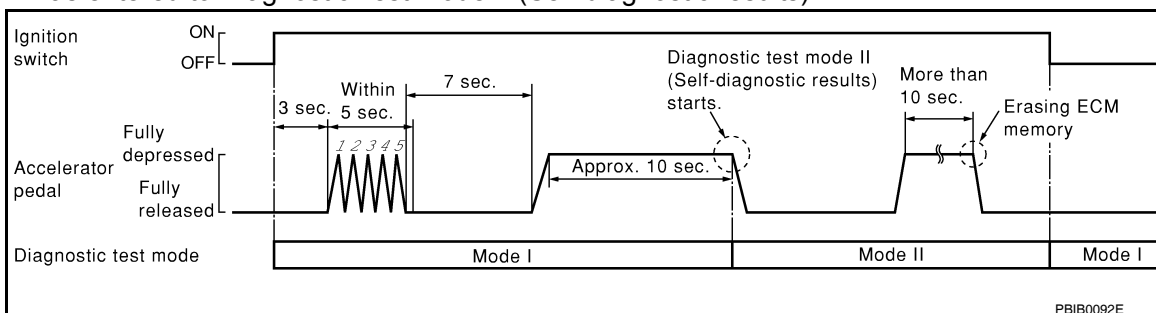 Ignition
switch
ON
OFF
3 sec.
Within
5 sec.
7 sec.
Diagnostic test mode II
(Self-diagnostic results)
starts.
More than
10 sec.
Erasing ECM
memory
Accelerator
pedal
Fully
depressed
Fully
released
1 2 3 4 5
Approx. 10 sec.
Diagnostic test mode
Mode I
Mode II
Mode I
PBIB0092E